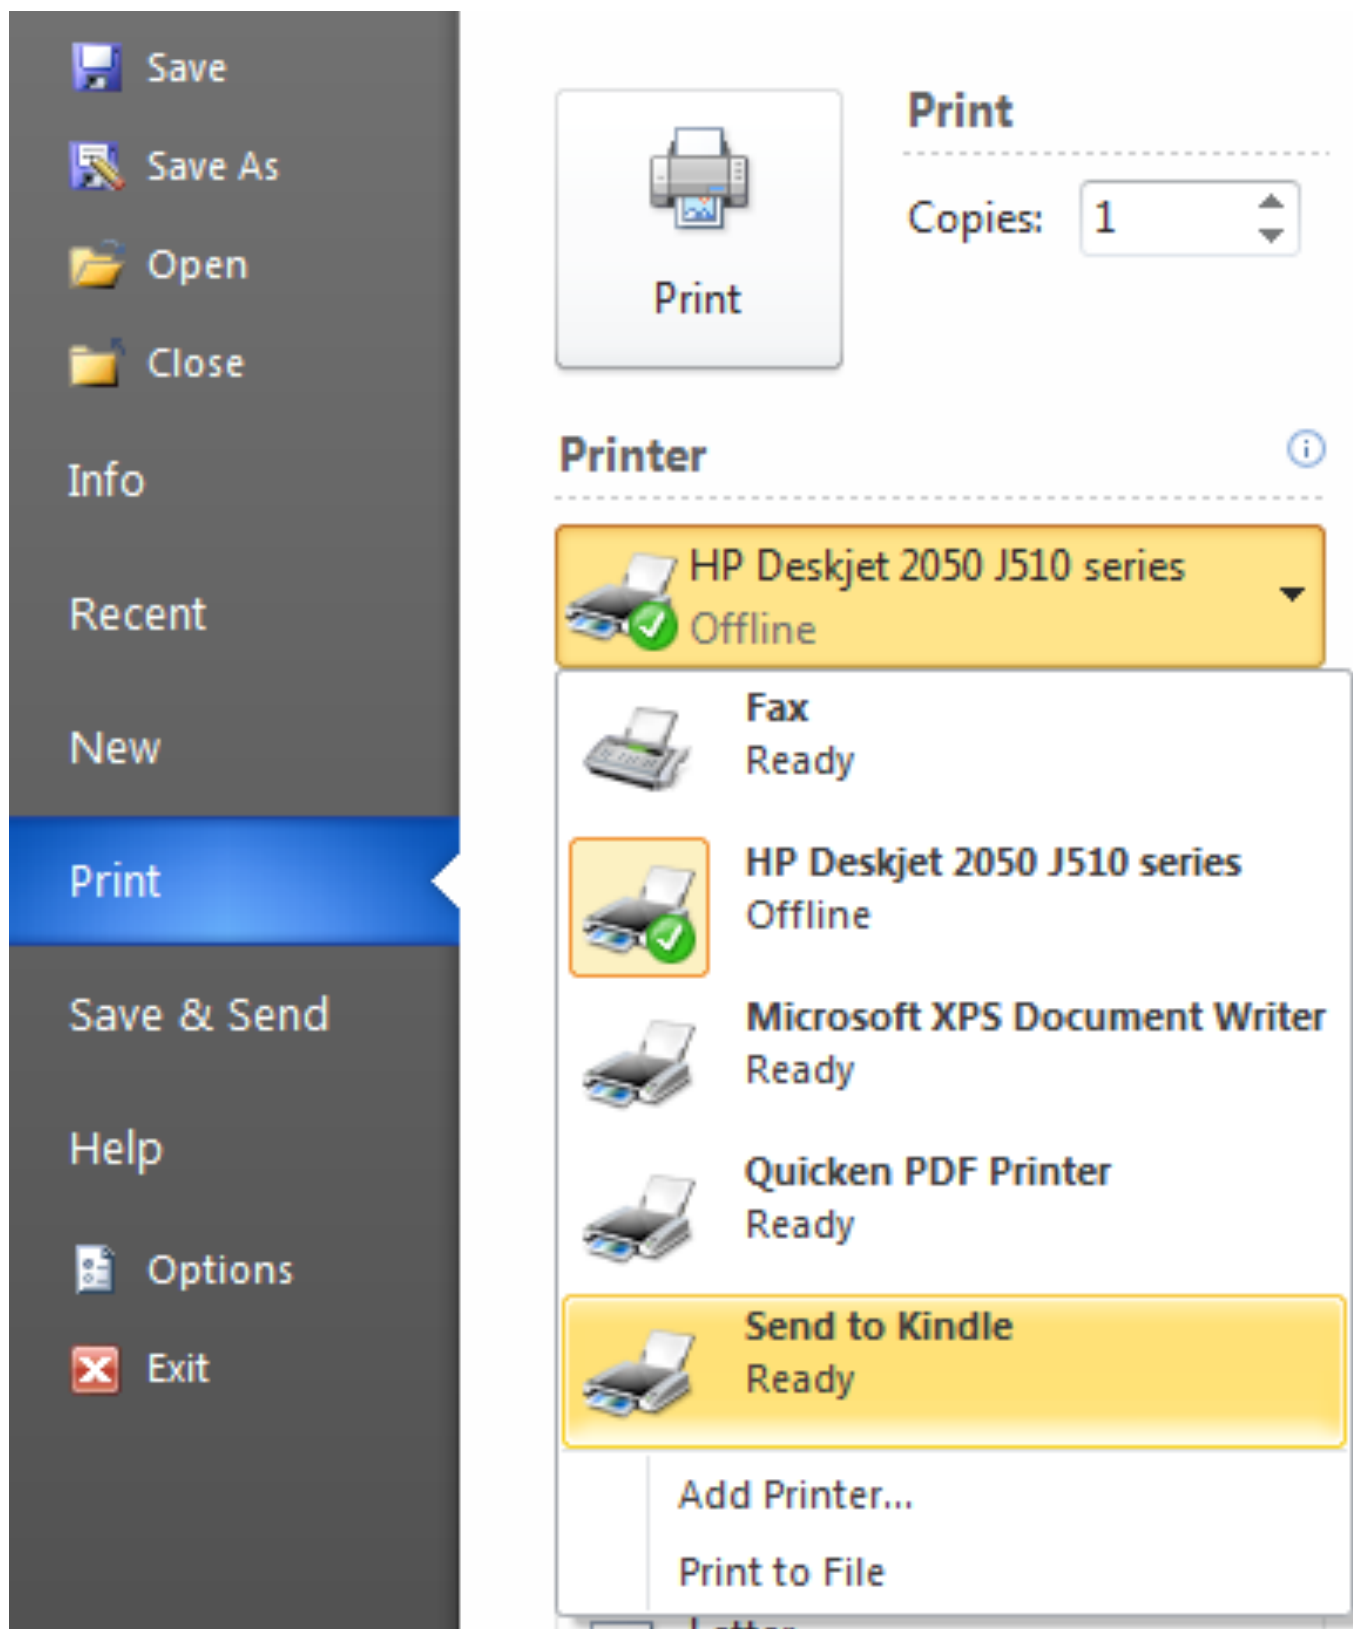 Save
Save As
Open
Close
Info
Recent
New
Print
Save & Send
Help
Options
Exit
Print
Print
Copies: 1
Printer
HP Deskjet 2050 J510 series
Offline
Fax
Ready
HP Deskjet 2050 J510 series
Offline
Microsoft XPS Document Writer
Ready
Quicken PDF Printer
Ready
Send to Kindle
Ready
Add Printer...
Print to File